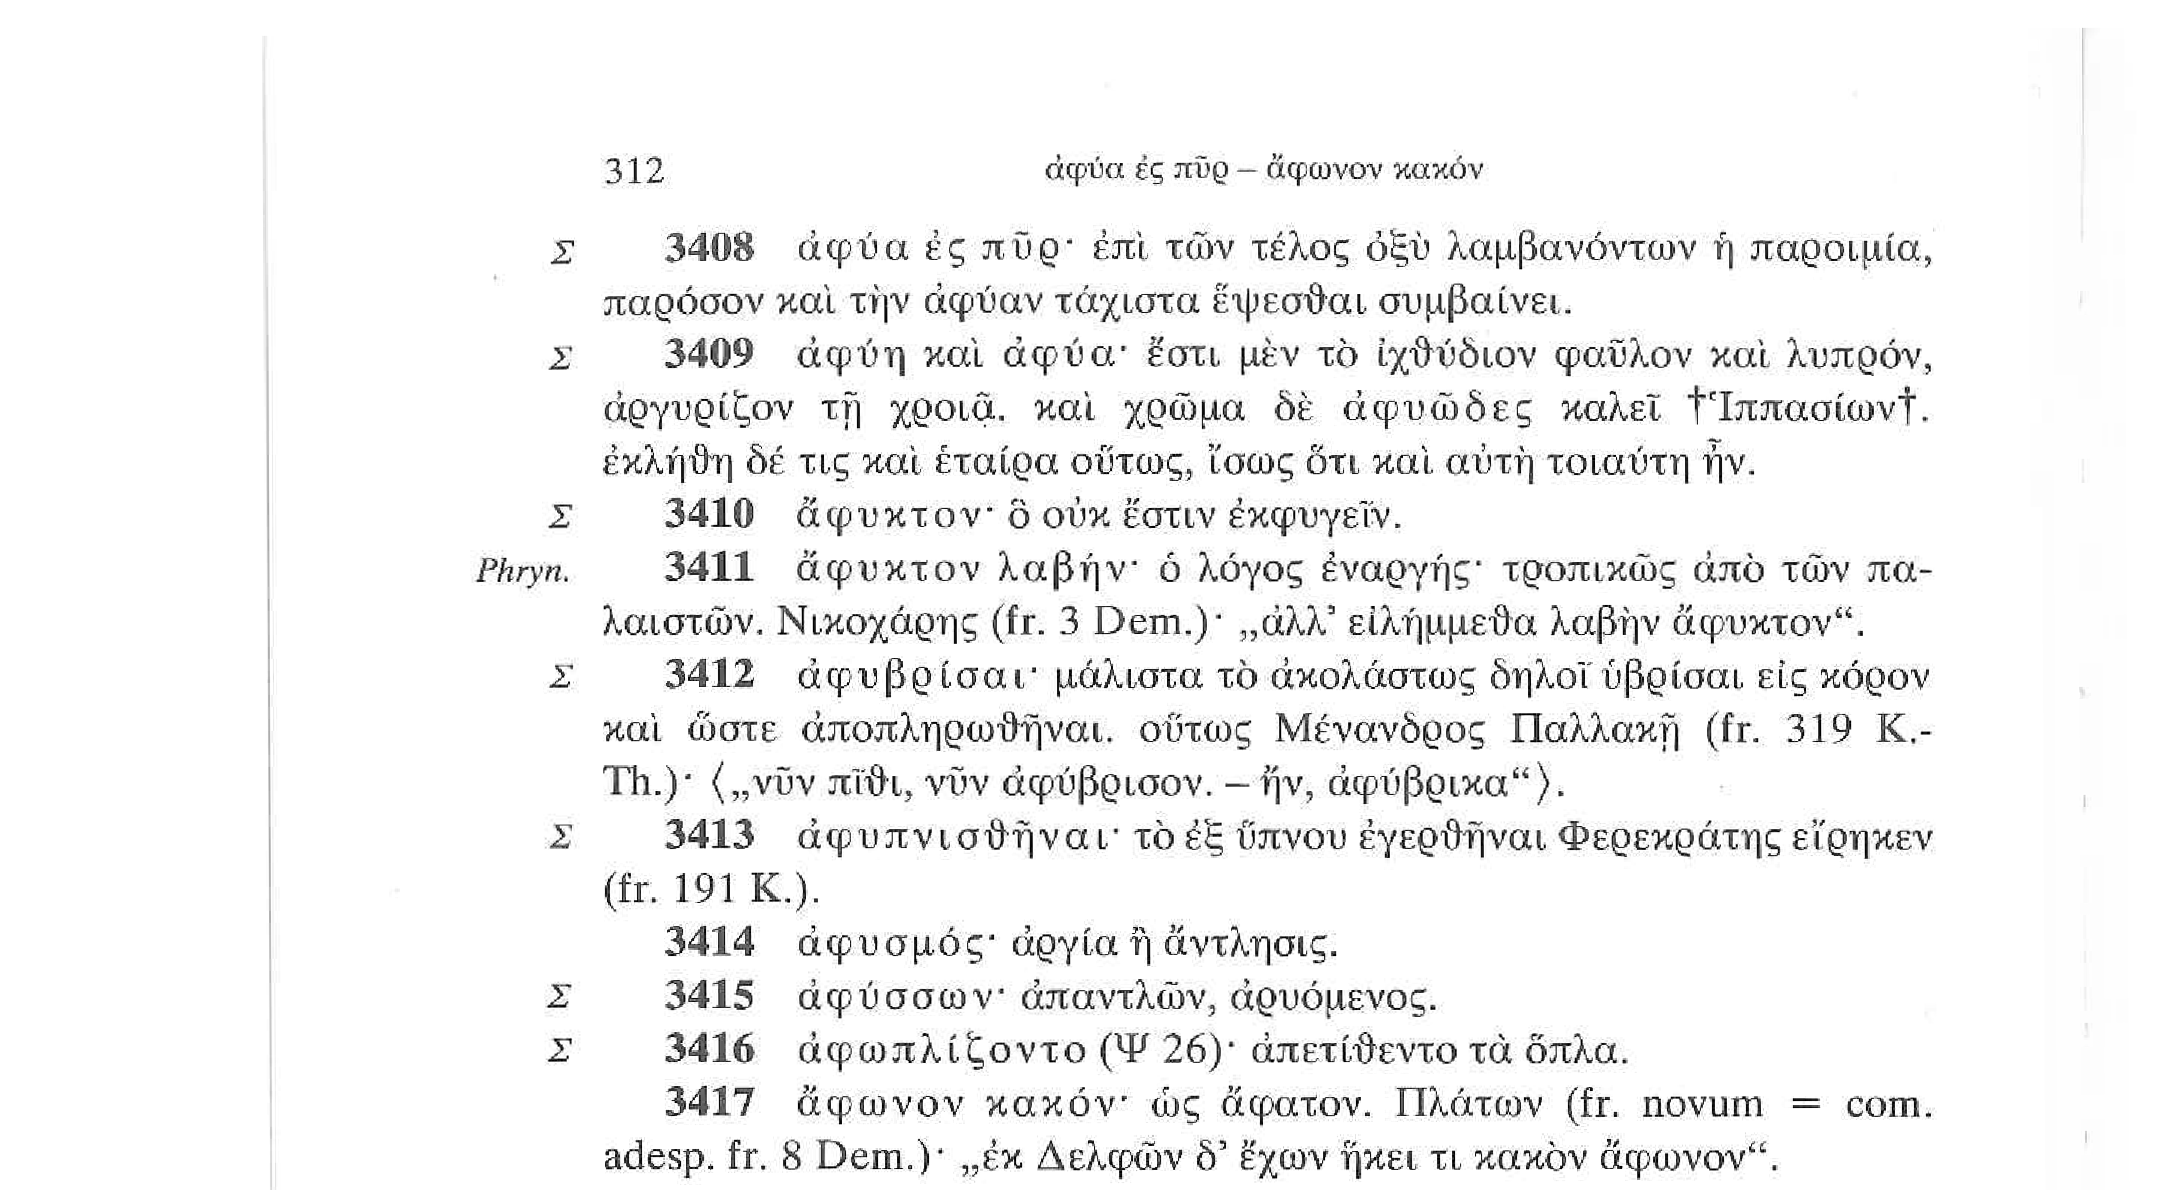 312 ἀφύα ἐς πῦρ – ἄφωνον κακόν
Σ 3408 ἀφύα ἐς πῦρ· ἐπὶ τῶν τέλος ὀξὺ λαμβανόντων ἡ παροιμία,
παρόσον καὶ τὴν ἀφύαν τάχιστα ἕψεσθαι συμβαίνει.
Σ 3409 ἀφύη καὶ ἀφύα· ἔστι μὲν τὸ ἰχθύδιον φαῦλον καὶ λυπρόν,
ἀργυρίζον τῇ χροιᾷ. καὶ χρῶμα δὲ ἀφυῶδες καλεῖ †Ἱππασίων†.
ἐκλήθη δέ τις καὶ ἑταίρα οὕτως, ἴσως ὅτι καὶ αὐτὴ τοιαύτη ἦν.
Σ 3410 ἄφυκτον· ὃ οὐκ ἔστιν ἐκφυγεῖν.
Phryn. 3411 ἄφυκτον λαβήν· ὁ λόγος ἐναργής· τροπικῶς ἀπὸ τῶν πα-
λαιστῶν. Νικοχάρης (fr. 3 Dem.)· „ἀλλ’ εἰλήμμεθα λαβὴν ἄφυκτον“.
Σ 3412 ἀφυβρίσαι· μάλιστα τὸ ἀκολάστως δηλοῖ ὑβρίσαι εἰς κόρον
καὶ ὥστε ἀποπληρωθῆναι. οὕτως Μένανδρος Παλλακῇ (fr. 319 K.-
Th.)· ⟨„νῦν πῖθι, νῦν ἀφύβρισον. – ἤν, ἀφύβρικα“⟩.
Σ 3413 ἀφυπνισθῆναι· τὸ ἐξ ὕπνου ἐγερθῆναι Φερεκράτης εἴρηκεν
(fr. 191 K.).
3414 ἀφυσμός· ἀργία ἢ ἄντλησις.
Σ 3415 ἀφύσσων· ἀπαντλῶν, ἀρυόμενος.
Σ 3416 ἀφωπλίζοντο (Ψ 26)· ἀπετίθεντο τὰ ὅπλα.
3417 ἄφωνον κακόν· ὡς ἄφατον. Πλάτων (fr. novum = com.
adesp. fr. 8 Dem.)· „ἐκ Δελφῶν δ’ ἔχων ἥκει τι κακὸν ἄφωνον“.